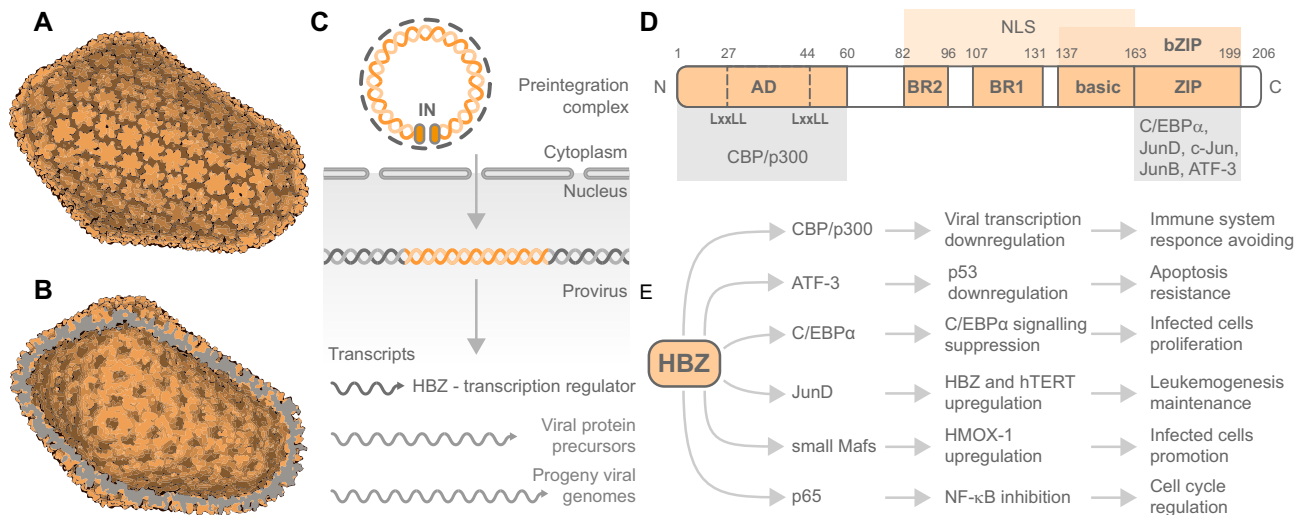 A
B
C
IN
Preintegration
complex
Cytoplasm
Nucleus
Provirus
Transcripts
HBZ - transcription regulator
Viral protein
precursors
Progeny viral
genomes
D
NLS
bZIP
1 27 44 60 82 96 107 131 137 163 199 206
N AD BR2 BR1 basic ZIP C
LxxLL LxxLL
CBP/p300
C/EBPα,
JunD, c-Jun,
JunB, ATF-3
E
HBZ
CBP/p300
Viral transcription
downregulation
Immune system
responce avoiding
ATF-3
p53
downregulation
Apoptosis
resistance
C/EBPα
C/EBPα signalling
suppression
Infected cells
proliferation
JunD
HBZ and hTERT
upregulation
Leukemogenesis
maintenance
small Mafs
HMOX-1
upregulation
Infected cells
promotion
p65
NF-κB inhibition
Cell cycle
regulation